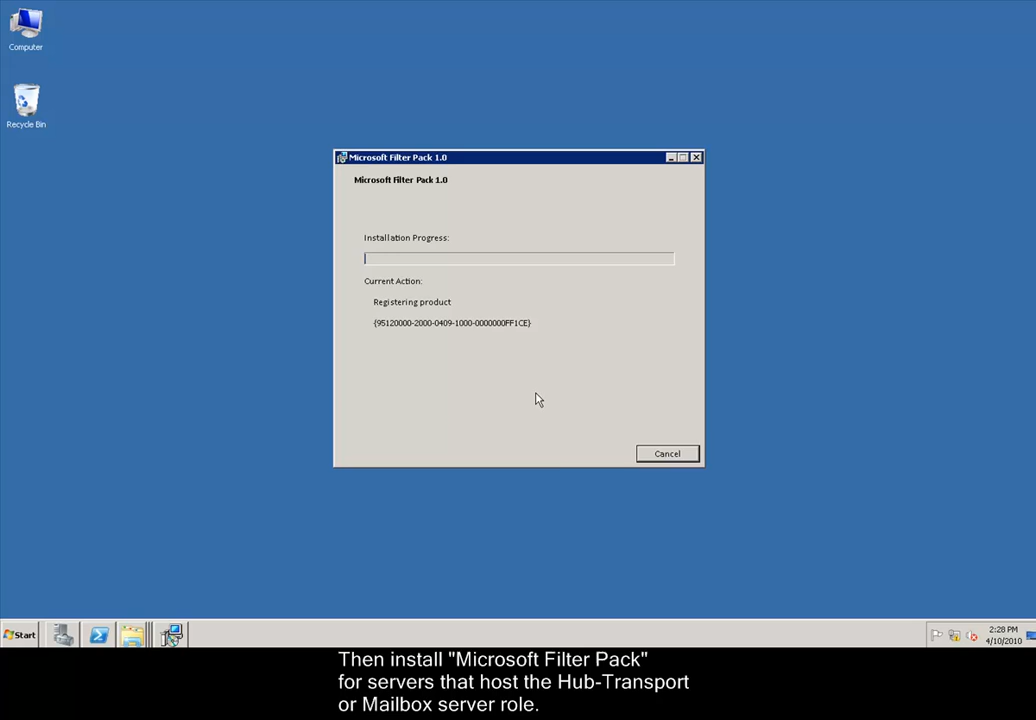 Computer
Recycle Bin
Microsoft Filter Pack 1.0
Microsoft Filter Pack 1.0
Installation Progress:
Current Action:
Registering product
{95120000-2000-0409-1000-0000000FF1CE}
Cancel
Start
2:28 PM
4/10/2010
Then install "Microsoft Filter Pack"
for servers that host the Hub-Transport
or Mailbox server role.